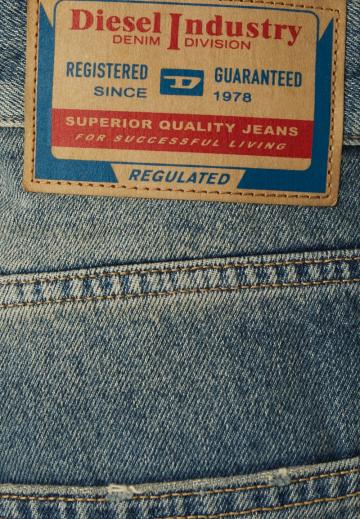 Diesel Industry
DENIM DIVISION
REGISTERED D GUARANTEED
SINCE 1978
SUPERIOR QUALITY JEANS
FOR SUCCESSFUL LIVING
REGULATED